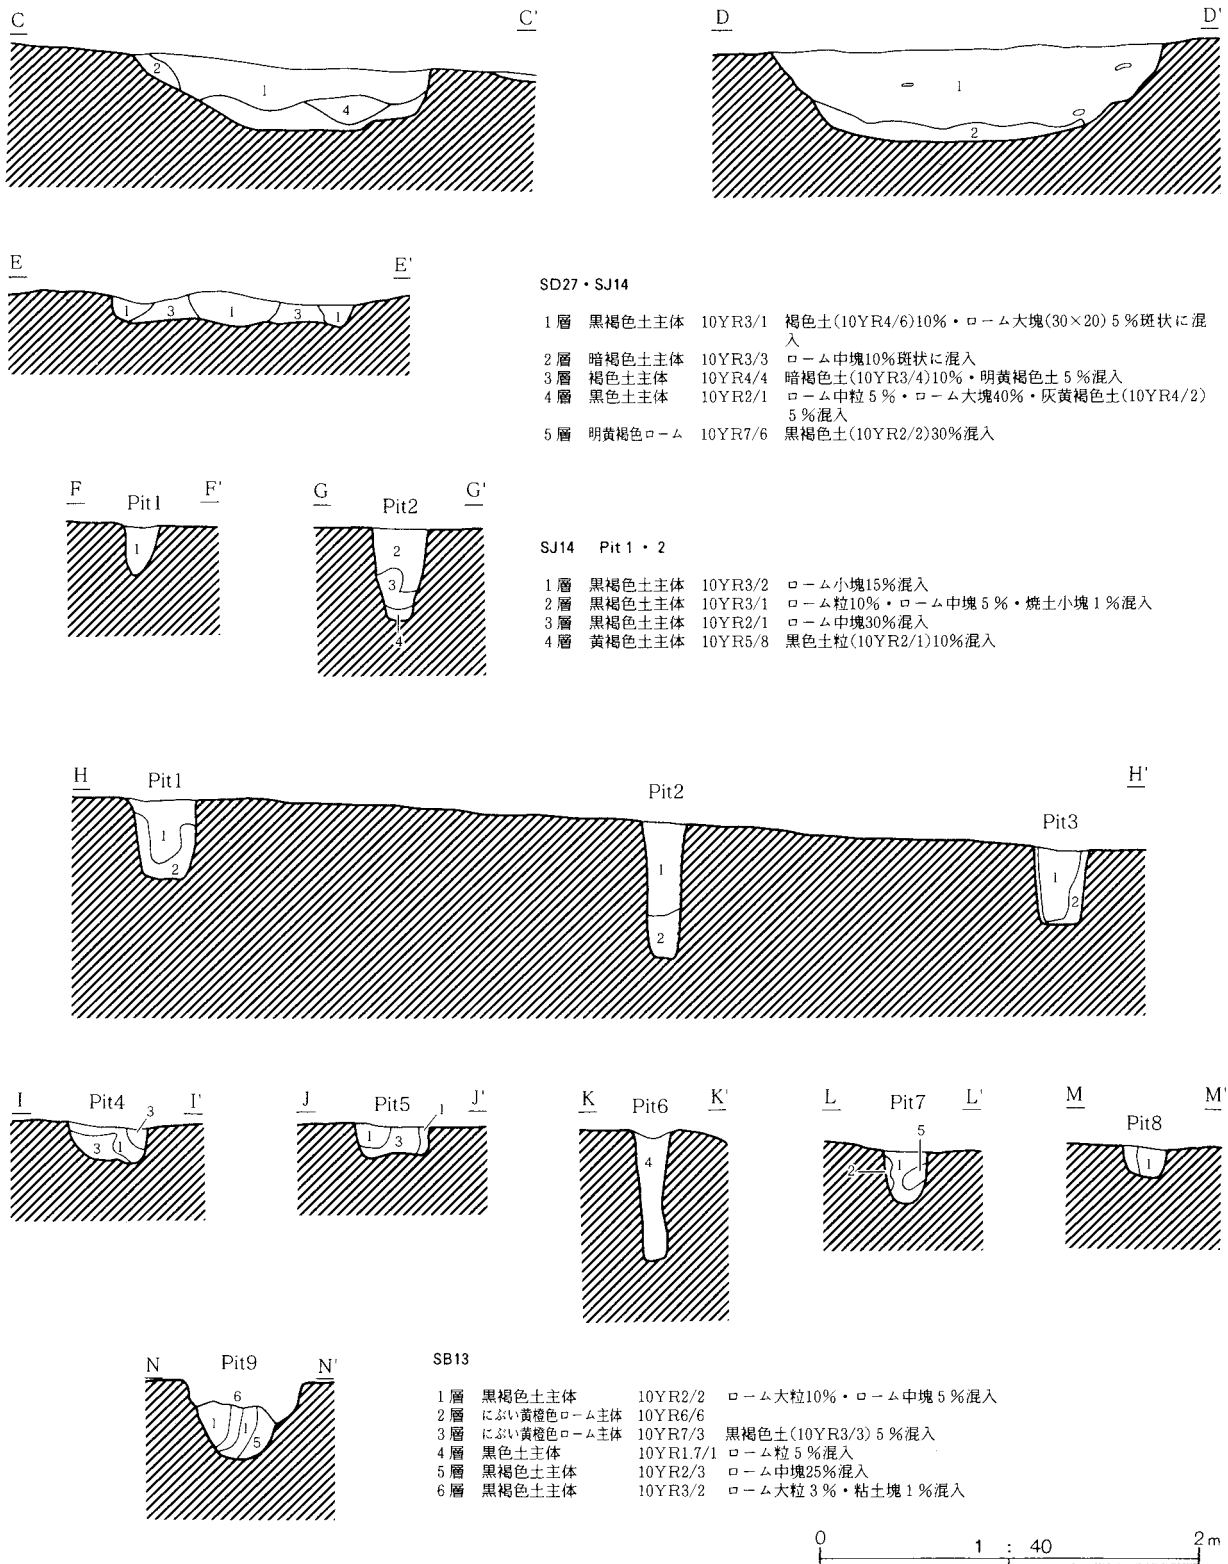 C C' D D'
2 1 4 1 2
E E'
1 3 1 3 1
SD27・SJ14
1層 黒褐色土主体 10YR3/1 褐色土(10YR4/6)10%・ローム大塊(30×20)5%斑状に混
入
2層 暗褐色土主体 10YR3/3 ローム中塊10%斑状に混入
3層 褐色土主体 10YR4/4 暗褐色土(10YR3/4)10%・明黄褐色土5%混入
4層 黒色土主体 10YR2/1 ローム中粒5%・ローム大塊40%・灰黄褐色土(10YR4/2)
5%混入
5層 明黄褐色ローム 10YR7/6 黒褐色土(10YR2/2)30%混入
F Pit1 F' G Pit2 G'
1 2 3 4
SJ14 Pit 1・2
1層 黒褐色土主体 10YR3/2 ローム小塊15%混入
2層 黒褐色土主体 10YR3/1 ローム粒10%・ローム中塊5%・焼土小塊1%混入
3層 黒褐色土主体 10YR2/1 ローム中塊30%混入
4層 黄褐色土主体 10YR5/8 黒色土粒(10YR2/1)10%混入
H Pit1 Pit2 Pit3 H'
1 2 1 2 1 2
I Pit4 I' J Pit5 J' K Pit6 K' L Pit7 L' M Pit8 M'
3 1 3 1 3 1 4 2 1 5 1
N Pit9 N'
6 1 1 5
SB13
1層 黒褐色土主体 10YR2/2 ローム大粒10%・ローム中塊5%混入
2層 にぶい黄橙色ローム主体 10YR6/6
3層 にぶい黄橙色ローム主体 10YR7/3 黒褐色土(10YR3/3)5%混入
4層 黒色土主体 10YR1.7/1 ローム粒5%混入
5層 黒褐色土主体 10YR2/3 ローム中塊25%混入
6層 黒褐色土主体 10YR3/2 ローム大粒3%・粘土塊1%混入
0 1 : 40 2m